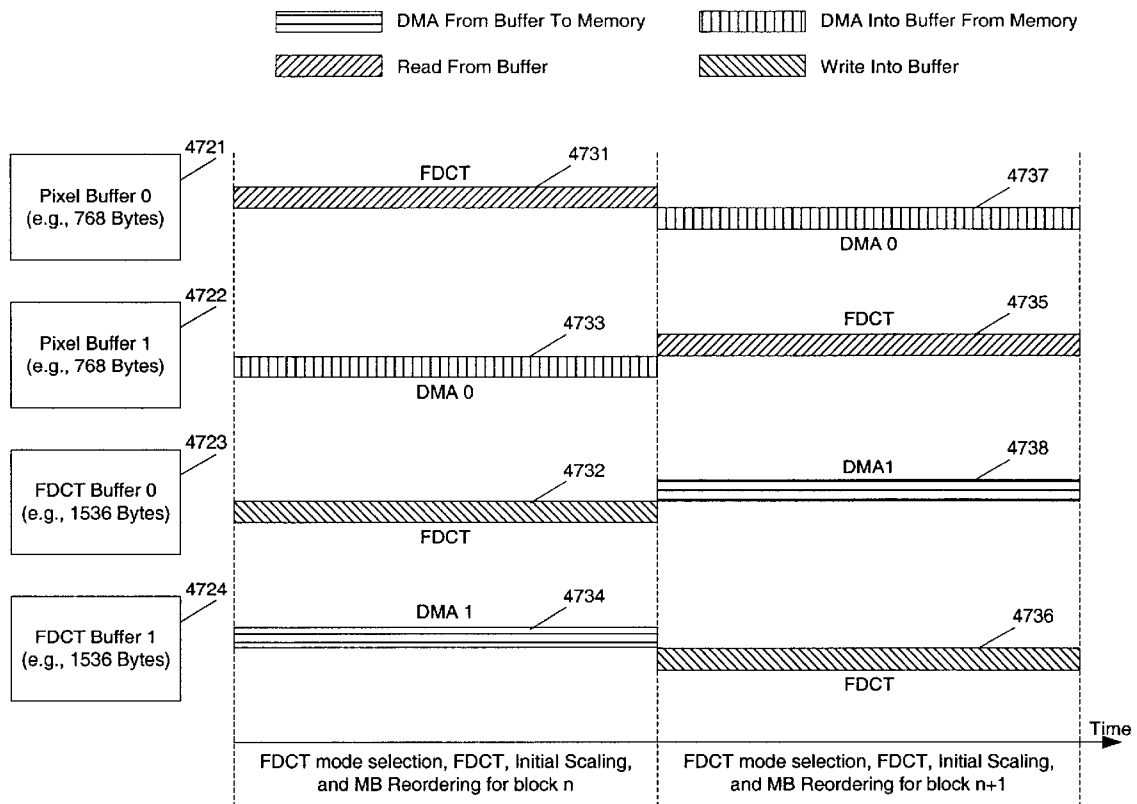 DMA From Buffer To Memory
DMA Into Buffer From Memory
Read From Buffer
Write Into Buffer
4721
Pixel Buffer 0
(e.g., 768 Bytes)
FDCT
4731
4737
DMA 0
4722
Pixel Buffer 1
(e.g., 768 Bytes)
4733
DMA 0
FDCT
4735
4723
FDCT Buffer 0
(e.g., 1536 Bytes)
4732
FDCT
DMA1
4738
4724
FDCT Buffer 1
(e.g., 1536 Bytes)
DMA 1
4734
4736
FDCT
Time
FDCT mode selection, FDCT, Initial Scaling,
and MB Reordering for block n
FDCT mode selection, FDCT, Initial Scaling,
and MB Reordering for block n+1